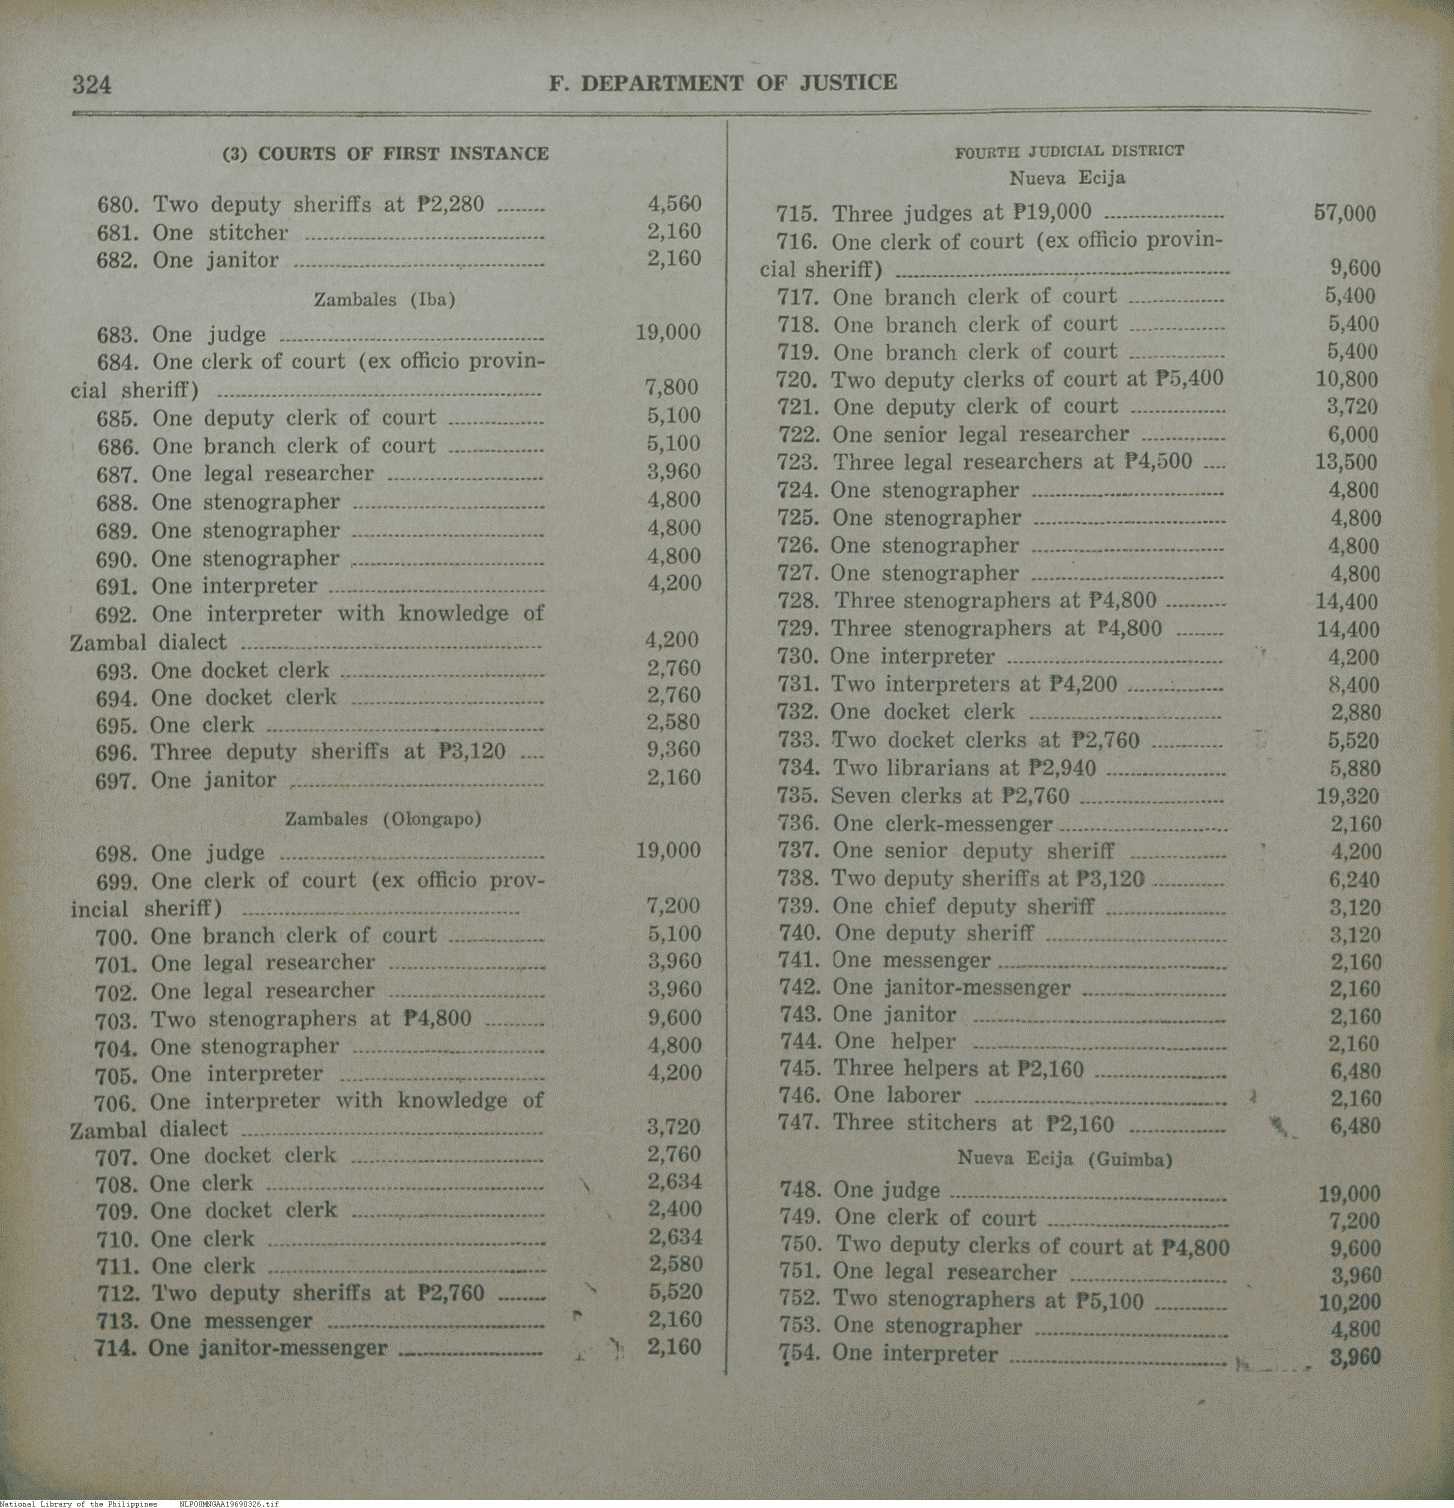 324
F. DEPARTMENT OF JUSTICE
(3) COURTS OF FIRST INSTANCE
680. Two deputy sheriffs at ₱2,280 ........ 4,560
681. One stitcher ........ 2,160
682. One janitor ........ 2,160
Zambales (Iba)
683. One judge ........ 19,000
684. One clerk of court (ex officio provin-
cial sheriff) ........ 7,800
685. One deputy clerk of court ........ 5,100
686. One branch clerk of court ........ 5,100
687. One legal researcher ........ 3,960
688. One stenographer ........ 4,800
689. One stenographer ........ 4,800
690. One stenographer ........ 4,800
691. One interpreter ........ 4,200
692. One interpreter with knowledge of
Zambal dialect ........ 4,200
693. One docket clerk ........ 2,760
694. One docket clerk ........ 2,760
695. One clerk ........ 2,580
696. Three deputy sheriffs at ₱3,120 .... 9,360
697. One janitor ........ 2,160
Zambales (Olongapo)
698. One judge ........ 19,000
699. One clerk of court (ex officio prov-
incial sheriff) ........ 7,200
700. One branch clerk of court ........ 5,100
701. One legal researcher ........ 3,960
702. One legal researcher ........ 3,960
703. Two stenographers at ₱4,800 ........ 9,600
704. One stenographer ........ 4,800
705. One interpreter ........ 4,200
706. One interpreter with knowledge of
Zambal dialect ........ 3,720
707. One docket clerk ........ 2,760
708. One clerk ........ 2,634
709. One docket clerk ........ 2,400
710. One clerk ........ 2,634
711. One clerk ........ 2,580
712. Two deputy sheriffs at ₱2,760 ........ 5,520
713. One messenger ........ 2,160
714. One janitor-messenger ........ 2,160
FOURTH JUDICIAL DISTRICT
Nueva Ecija
715. Three judges at ₱19,000 ........ 57,000
716. One clerk of court (ex officio provin-
cial sheriff) ........ 9,600
717. One branch clerk of court ........ 5,400
718. One branch clerk of court ........ 5,400
719. One branch clerk of court ........ 5,400
720. Two deputy clerks of court at ₱5,400 10,800
721. One deputy clerk of court ........ 3,720
722. One senior legal researcher ........ 6,000
723. Three legal researchers at ₱4,500 .... 13,500
724. One stenographer ........ 4,800
725. One stenographer ........ 4,800
726. One stenographer ........ 4,800
727. One stenographer ........ 4,800
728. Three stenographers at ₱4,800 ........ 14,400
729. Three stenographers at ₱4,800 ........ 14,400
730. One interpreter ........ 4,200
731. Two interpreters at ₱4,200 ........ 8,400
732. One docket clerk ........ 2,880
733. Two docket clerks at ₱2,760 ........ 5,520
734. Two librarians at ₱2,940 ........ 5,880
735. Seven clerks at ₱2,760 ........ 19,320
736. One clerk-messenger ........ 2,160
737. One senior deputy sheriff ........ 4,200
738. Two deputy sheriffs at ₱3,120 ........ 6,240
739. One chief deputy sheriff ........ 3,120
740. One deputy sheriff ........ 3,120
741. One messenger ........ 2,160
742. One janitor-messenger ........ 2,160
743. One janitor ........ 2,160
744. One helper ........ 2,160
745. Three helpers at ₱2,160 ........ 6,480
746. One laborer ........ 2,160
747. Three stitchers at ₱2,160 ........ 6,480
Nueva Ecija (Guimba)
748. One judge ........ 19,000
749. One clerk of court ........ 7,200
750. Two deputy clerks of court at ₱4,800 9,600
751. One legal researcher ........ 3,960
752. Two stenographers at ₱5,100 ........ 10,200
753. One stenographer ........ 4,800
754. One interpreter ........ 3,960
National Library of the Philippines NLPO0MNGAA19690326.tif